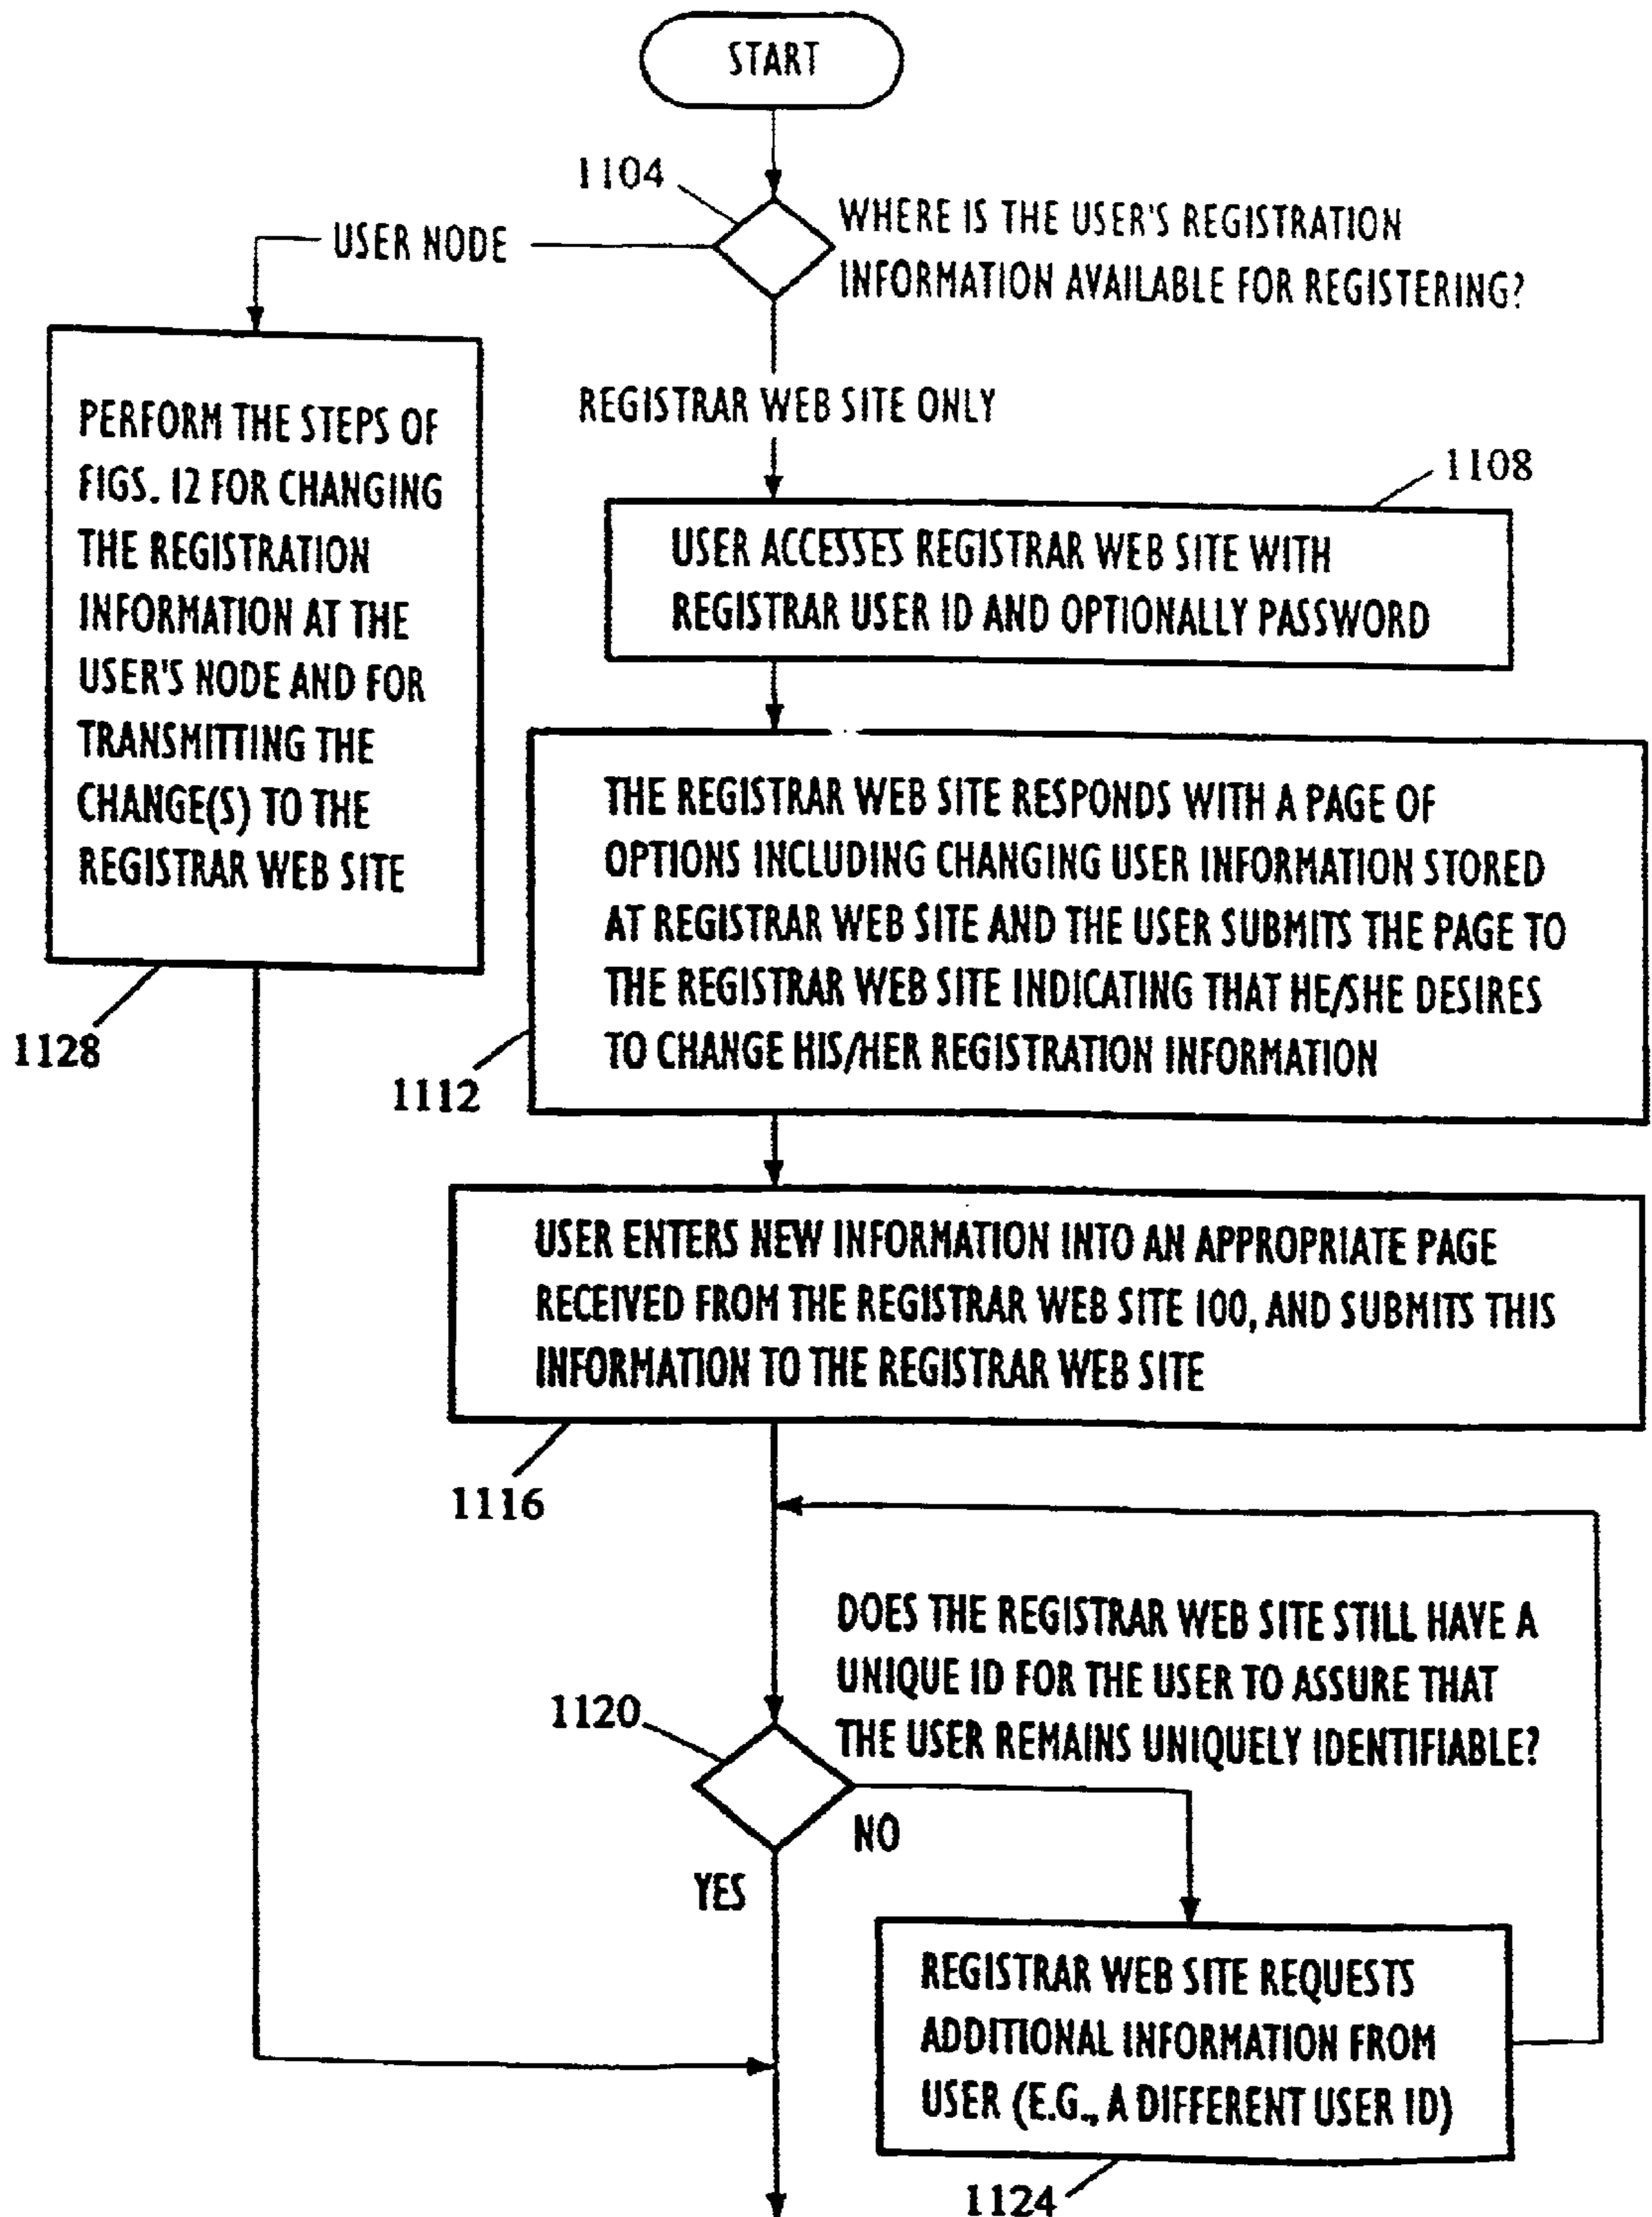 START
1104
WHERE IS THE USER'S REGISTRATION
INFORMATION AVAILABLE FOR REGISTERING?
USER NODE
REGISTRAR WEB SITE ONLY
PERFORM THE STEPS OF
FIGS. 12 FOR CHANGING
THE REGISTRATION
INFORMATION AT THE
USER'S NODE AND FOR
TRANSMITTING THE
CHANGE(S) TO THE
REGISTRAR WEB SITE
1128
1108
USER ACCESSES REGISTRAR WEB SITE WITH
REGISTRAR USER ID AND OPTIONALLY PASSWORD
THE REGISTRAR WEB SITE RESPONDS WITH A PAGE OF
OPTIONS INCLUDING CHANGING USER INFORMATION STORED
AT REGISTRAR WEB SITE AND THE USER SUBMITS THE PAGE TO
THE REGISTRAR WEB SITE INDICATING THAT HE/SHE DESIRES
TO CHANGE HIS/HER REGISTRATION INFORMATION
1112
USER ENTERS NEW INFORMATION INTO AN APPROPRIATE PAGE
RECEIVED FROM THE REGISTRAR WEB SITE 100, AND SUBMITS THIS
INFORMATION TO THE REGISTRAR WEB SITE
1116
DOES THE REGISTRAR WEB SITE STILL HAVE A
UNIQUE ID FOR THE USER TO ASSURE THAT
THE USER REMAINS UNIQUELY IDENTIFIABLE?
1120
NO
YES
REGISTRAR WEB SITE REQUESTS
ADDITIONAL INFORMATION FROM
USER (E.G., A DIFFERENT USER ID)
1124